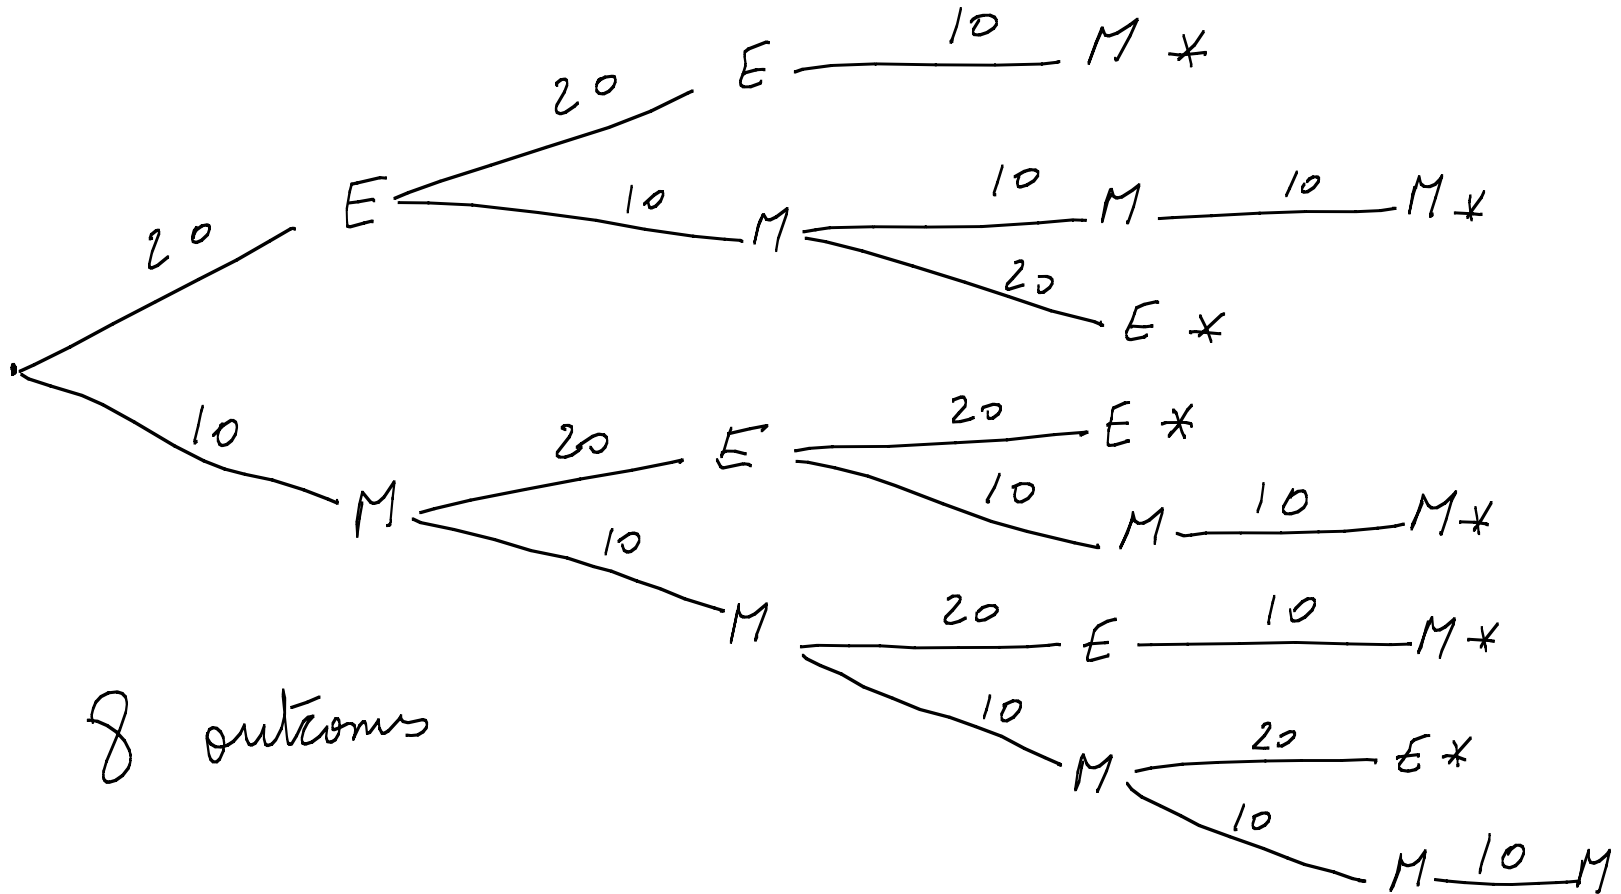 10 M *
20 E
10 10
20 E 10 M M M *
20 20
E *
20 E *
10 20 E 10 10
M 10 M M *
20 10
M E M *
10
8 outcomes 20 E *
M 10
M 10 M